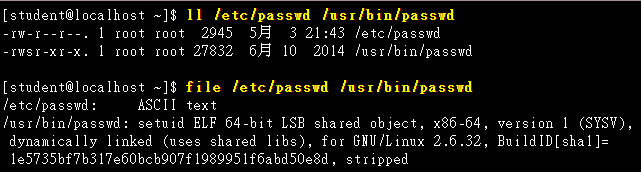 [student@localhost ~]$ ll /etc/passwd /usr/bin/passwd
-rw-r--r--. 1 root root  2945  5月  3 21:43 /etc/passwd
-rwsr-xr-x. 1 root root 27832  6月 10  2014 /usr/bin/passwd
[student@localhost ~]$ file /etc/passwd /usr/bin/passwd
/etc/passwd:     ASCII text
/usr/bin/passwd: setuid ELF 64-bit LSB shared object, x86-64, version 1 (SYSV),
dynamically linked (uses shared libs), for GNU/Linux 2.6.32, BuildID[sha1]=
1e5735bf7b317e60bcb907f1989951f6abd50e8d, stripped